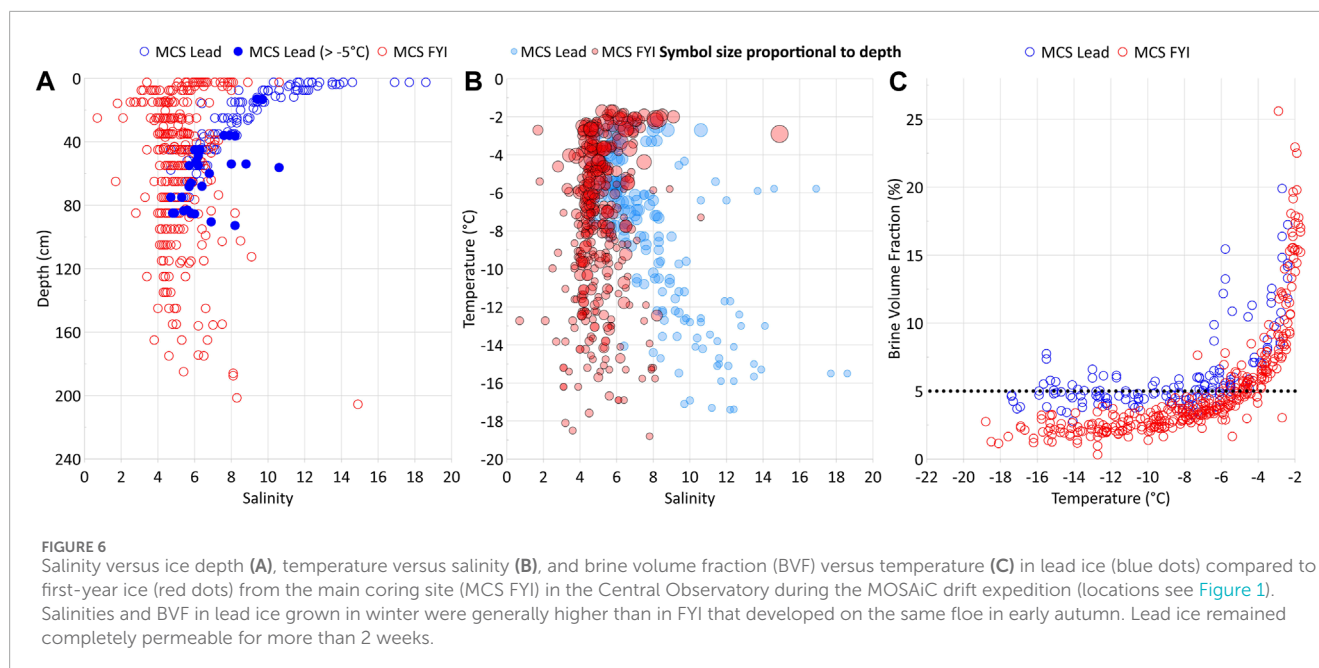 MCS Lead MCS Lead (> -5°C) MCS FYI
MCS Lead MCS FYI Symbol size proportional to depth
MCS Lead MCS FYI
A
0
40
80
120
160
200
240
Depth (cm)
0 2 4 6 8 10 12 14 16 18 20
Salinity
B
0
-2
-4
-6
-8
-10
-12
-14
-16
-18
-20
Temperature (°C)
0 2 4 6 8 10 12 14 16 18 20
Salinity
C
25
20
15
10
5
0
Brine Volume Fraction (%)
-22 -20 -18 -16 -14 -12 -10 -8 -6 -4 -2
Temperature (°C)
FIGURE 6
Salinity versus ice depth (A), temperature versus salinity (B), and brine volume fraction (BVF) versus temperature (C) in lead ice (blue dots) compared to
first-year ice (red dots) from the main coring site (MCS FYI) in the Central Observatory during the MOSAiC drift expedition (locations see Figure 1).
Salinities and BVF in lead ice grown in winter were generally higher than in FYI that developed on the same floe in early autumn. Lead ice remained
completely permeable for more than 2 weeks.